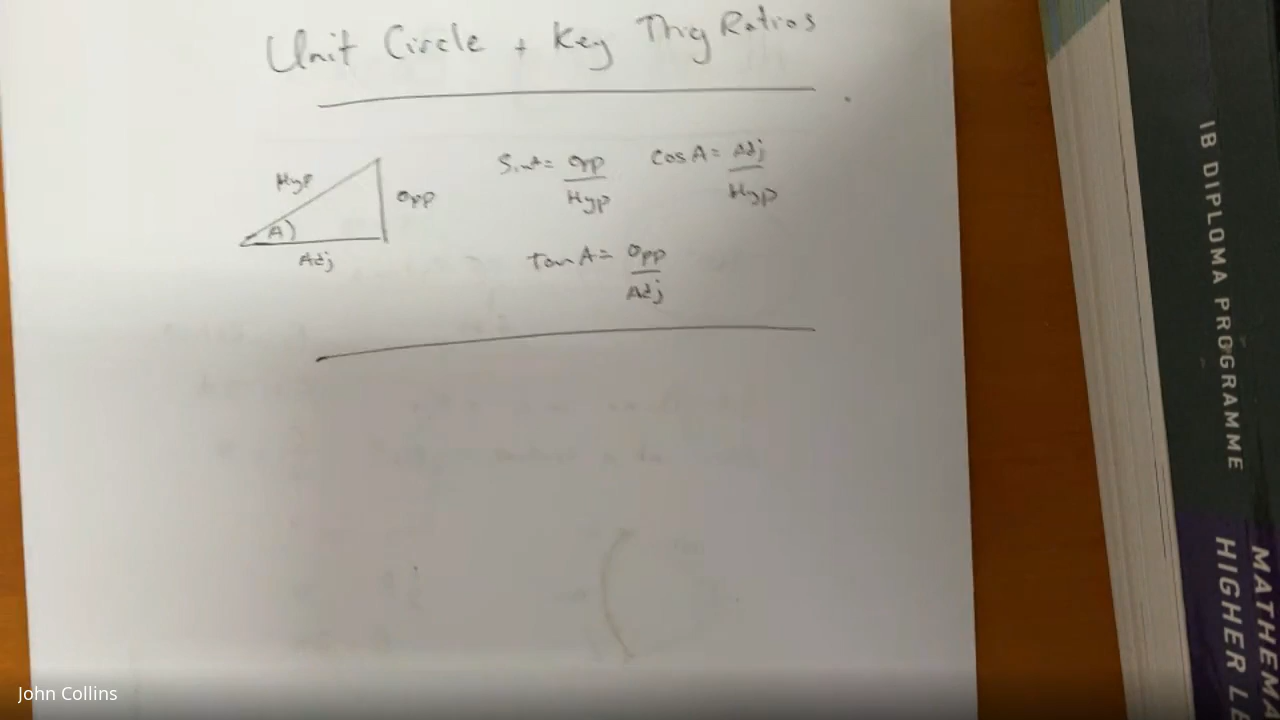 Unit Circle + Key Trig Ratios
Hyp
Opp
A
Adj
SinA = Opp
Hyp
Cos A = Adj
Hyp
Tan A = Opp
Adj
IB DIPLOMA PROGRAMME
MATHEMA
HIGHER LE
John Collins